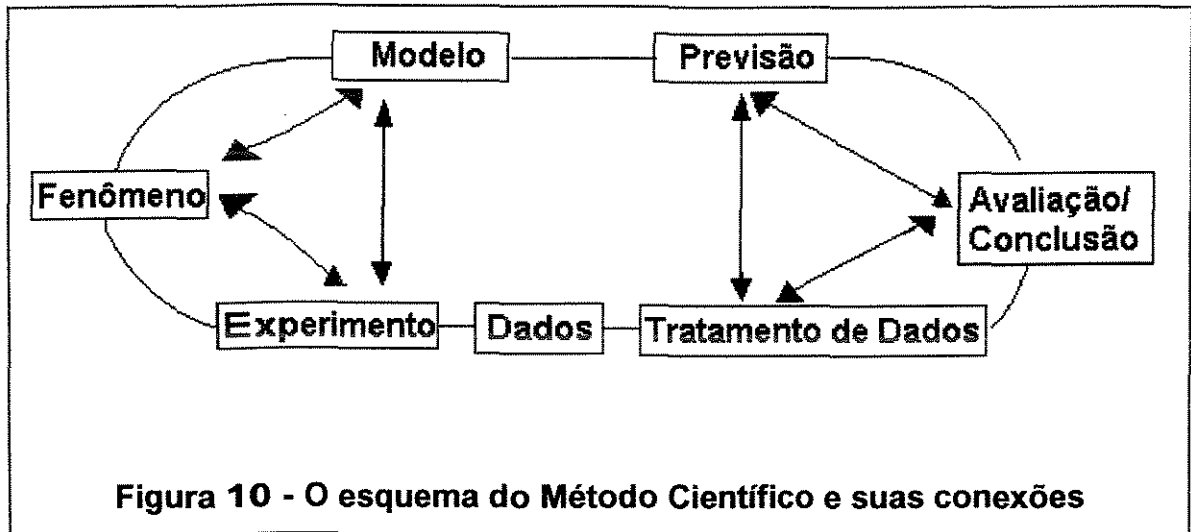 Modelo
Previsão
Fenômeno
Avaliação/
Conclusão
Experimento
Dados
Tratamento de Dados
Figura 10 - O esquema do Método Científico e suas conexões